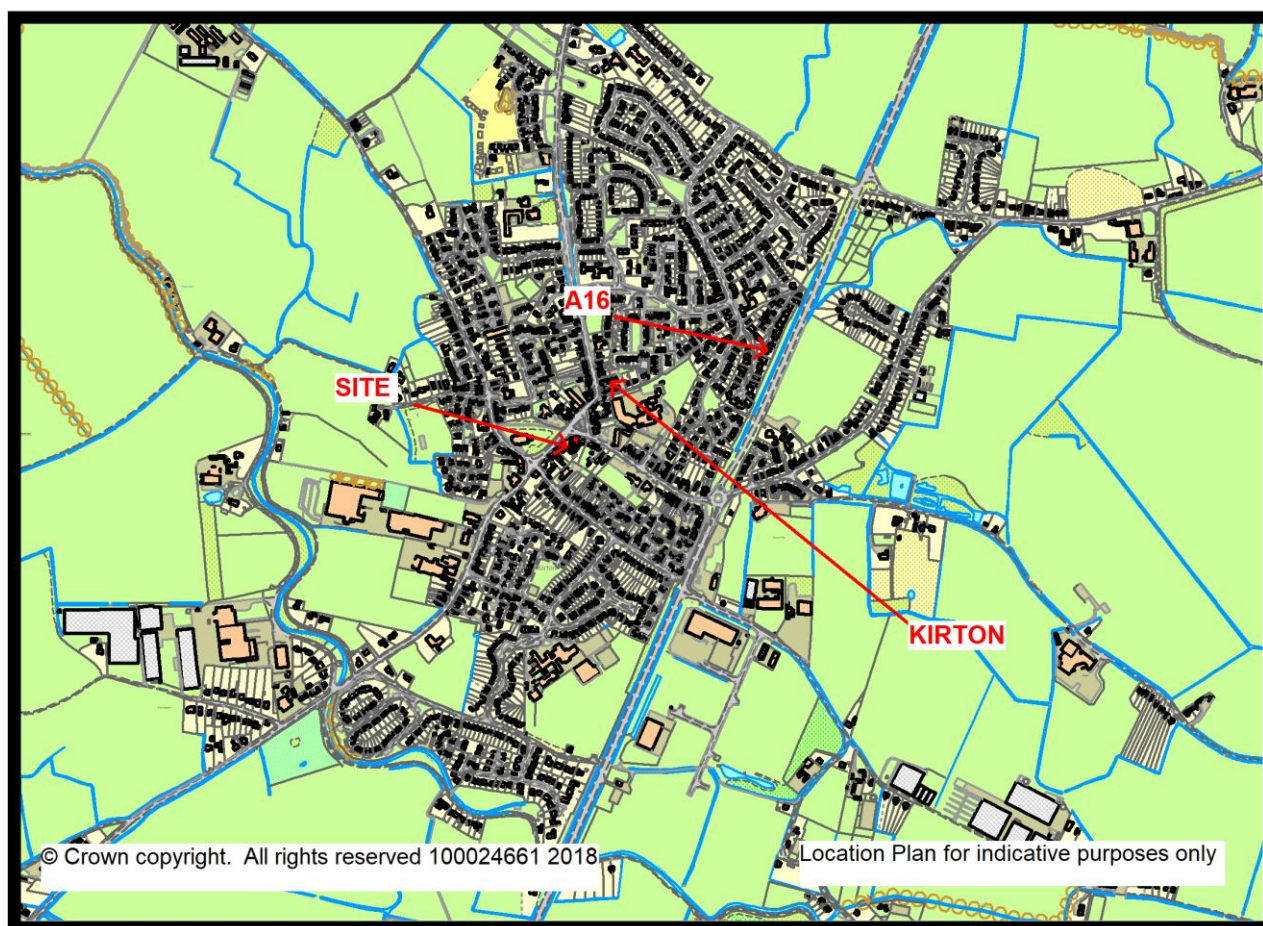 A16
SITE
KIRTON
© Crown copyright. All rights reserved 100024661 2018
Location Plan for indicative purposes only